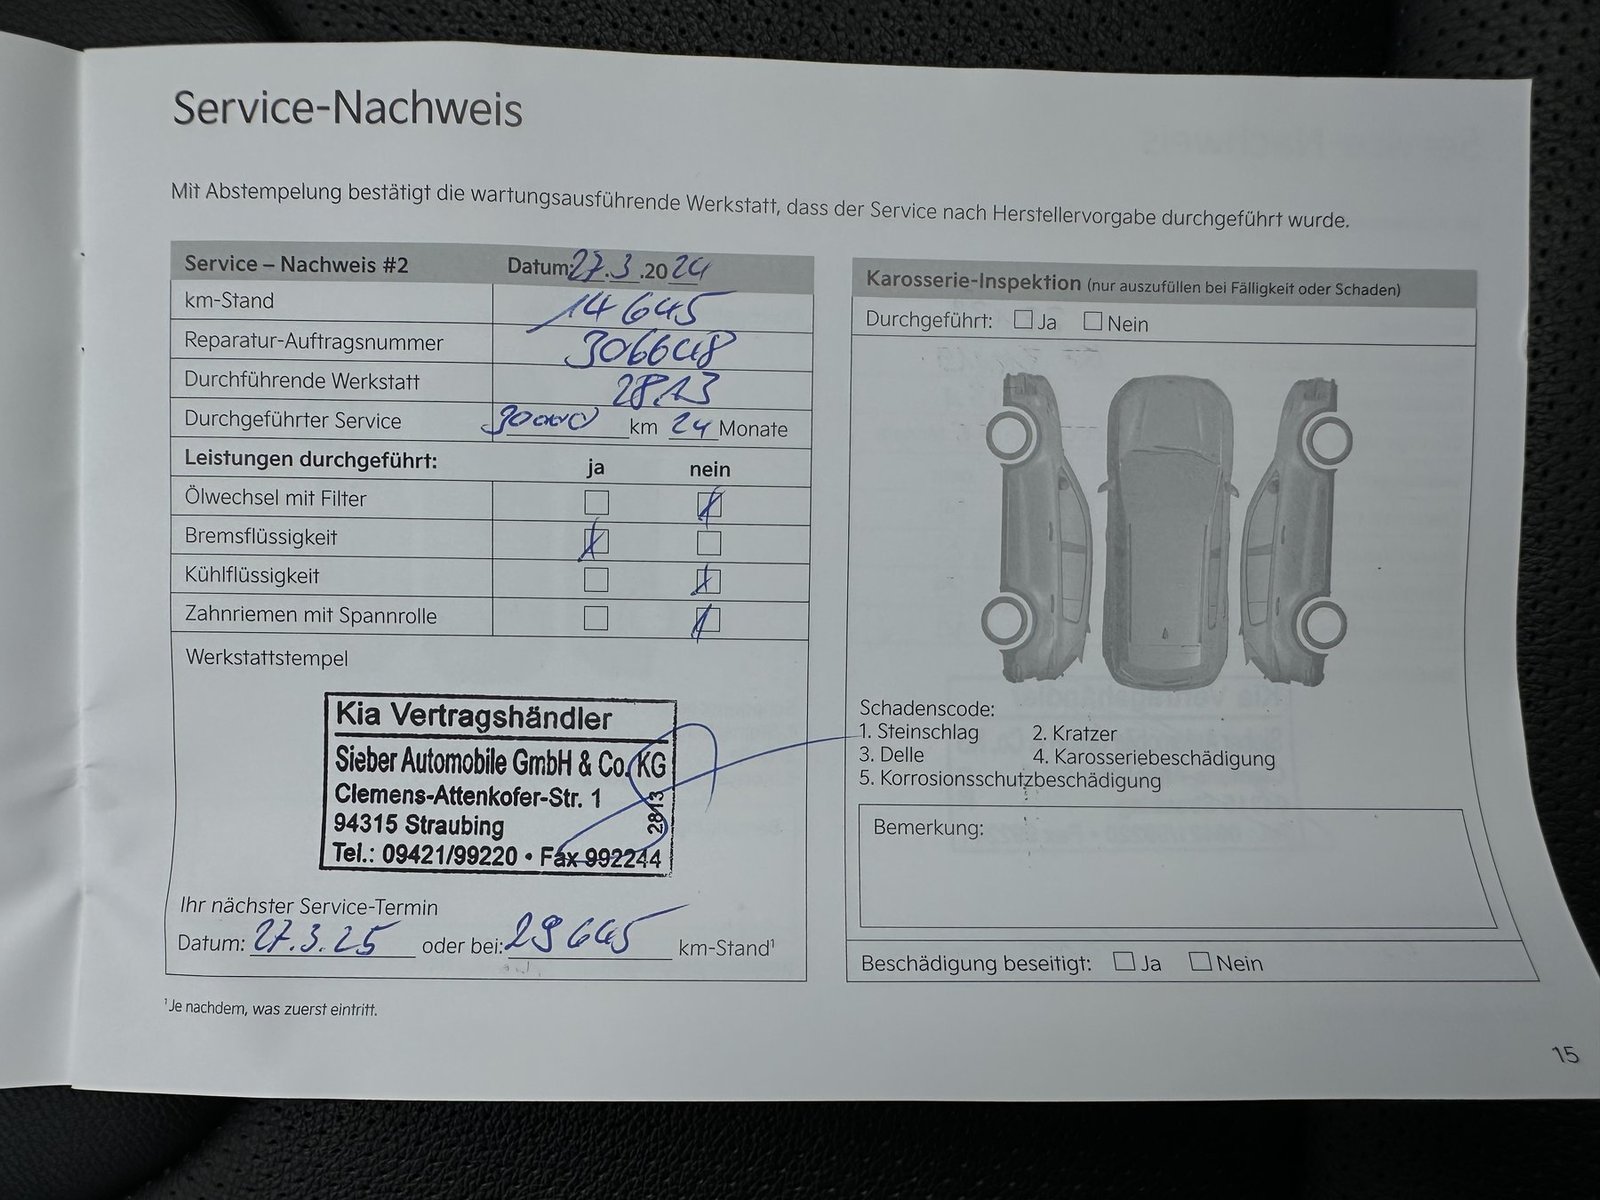 Service-Nachweis
Mit Abstempelung bestätigt die wartungsausführende Werkstatt, dass der Service nach Herstellervorgabe durchgeführt wurde.
Service – Nachweis #2 Datum: 27.3.2024
km-Stand 14645
Reparatur-Auftragsnummer 3066648
Durchführende Werkstatt 2813
Durchgeführter Service 30000 km 24 Monate
Leistungen durchgeführt: ja nein
Ölwechsel mit Filter
Bremsflüssigkeit
Kühlflüssigkeit
Zahnriemen mit Spannrolle
Werkstattstempel
Kia Vertragshändler
Sieber Automobile GmbH & Co. KG
Clemens-Attenkofer-Str. 1
94315 Straubing
Tel.: 09421/99220 • Fax 992244
2813
Ihr nächster Service-Termin
Datum: 27.3.25 oder bei: 29645 km-Stand¹
¹Je nachdem, was zuerst eintritt.
Karosserie-Inspektion (nur auszufüllen bei Fälligkeit oder Schaden)
Durchgeführt: Ja Nein
Schadenscode:
1. Steinschlag 2. Kratzer
3. Delle 4. Karosseriebeschädigung
5. Korrosionsschutzbeschädigung
Bemerkung:
Beschädigung beseitigt: Ja Nein
15